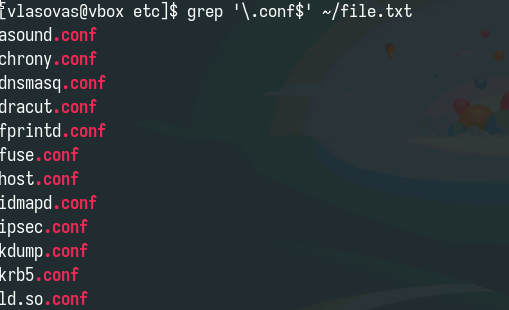 [vlasovas@vbox etc]$ grep '\.conf$' ~/file.txt
asound.conf
chrony.conf
dnsmasq.conf
dracut.conf
fprintd.conf
fuse.conf
host.conf
idmapd.conf
ipsec.conf
kdump.conf
krb5.conf
ld.so.conf